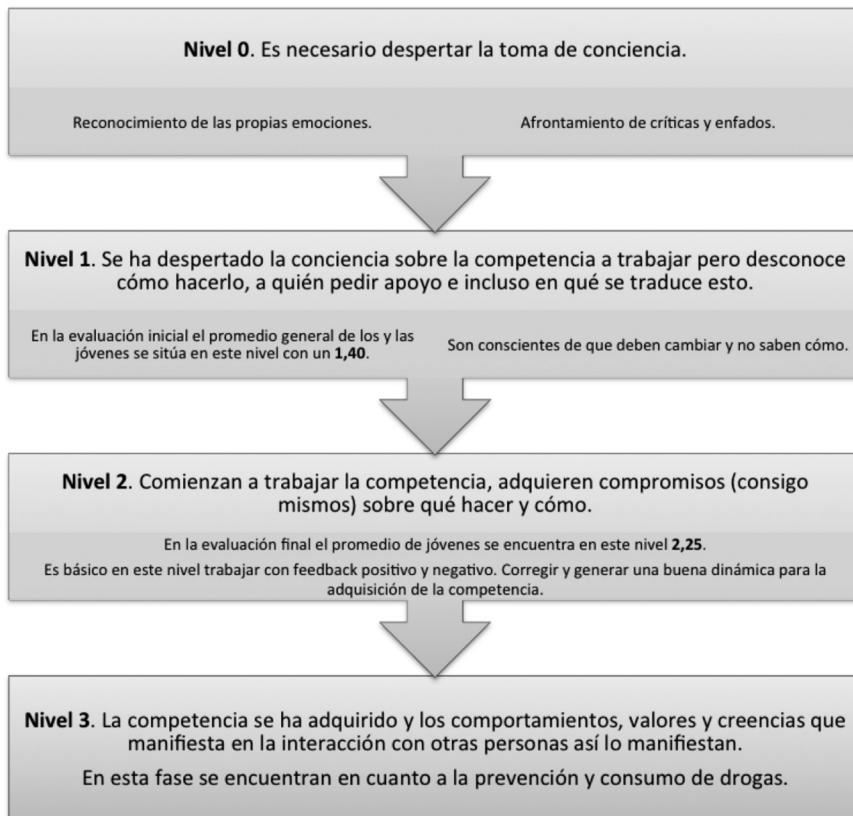 Nivel 0. Es necesario despertar la toma de conciencia.
Reconocimiento de las propias emociones.
Afrontamiento de críticas y enfados.
Nivel 1. Se ha despertado la conciencia sobre la competencia a trabajar pero desconoce
cómo hacerlo, a quién pedir apoyo e incluso en qué se traduce esto.
En la evaluación inicial el promedio general de los y las
jóvenes se sitúa en este nivel con un 1,40.
Son conscientes de que deben cambiar y no saben cómo.
Nivel 2. Comienzan a trabajar la competencia, adquieren compromisos (consigo
mismos) sobre qué hacer y cómo.
En la evaluación final el promedio de jóvenes se encuentra en este nivel 2,25.
Es básico en este nivel trabajar con feedback positivo y negativo. Corregir y generar una buena dinámica para la
adquisición de la competencia.
Nivel 3. La competencia se ha adquirido y los comportamientos, valores y creencias que
manifiesta en la interacción con otras personas así lo manifiestan.
En esta fase se encuentran en cuanto a la prevención y consumo de drogas.